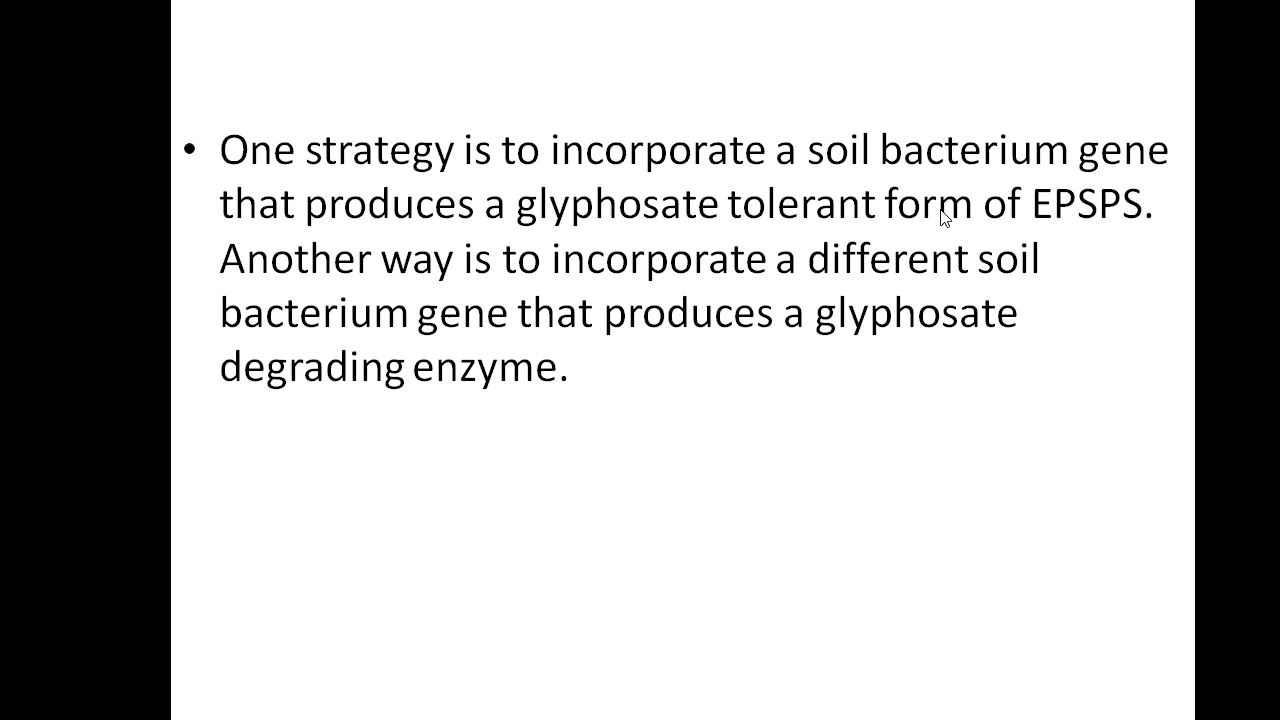 • One strategy is to incorporate a soil bacterium gene
that produces a glyphosate tolerant form of EPSPS.
Another way is to incorporate a different soil
bacterium gene that produces a glyphosate
degrading enzyme.